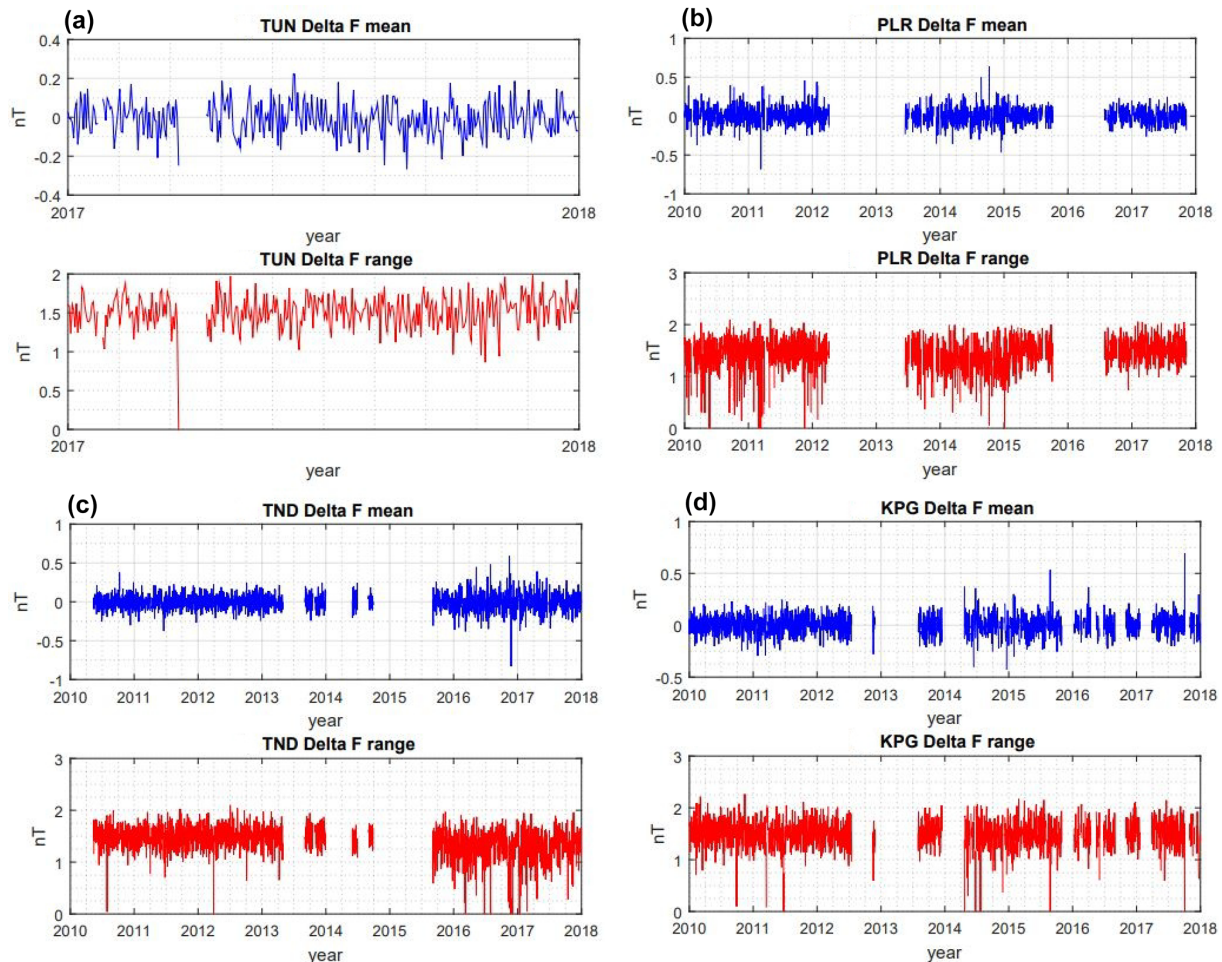 (a)
TUN Delta F mean
0.4
0.2
0
-0.2
-0.4
nT
2017 2018
year
TUN Delta F range
2
1.5
1
0.5
0
nT
2017 2018
year
(b)
PLR Delta F mean
1
0.5
0
-0.5
-1
nT
2010 2011 2012 2013 2014 2015 2016 2017 2018
year
PLR Delta F range
3
2
1
0
nT
2010 2011 2012 2013 2014 2015 2016 2017 2018
year
(c)
TND Delta F mean
1
0.5
0
-0.5
-1
nT
2010 2011 2012 2013 2014 2015 2016 2017 2018
year
TND Delta F range
3
2
1
0
nT
2010 2011 2012 2013 2014 2015 2016 2017 2018
year
(d)
KPG Delta F mean
1
0.5
0
-0.5
nT
2010 2011 2012 2013 2014 2015 2016 2017 2018
year
KPG Delta F range
3
2
1
0
nT
2010 2011 2012 2013 2014 2015 2016 2017 2018
year